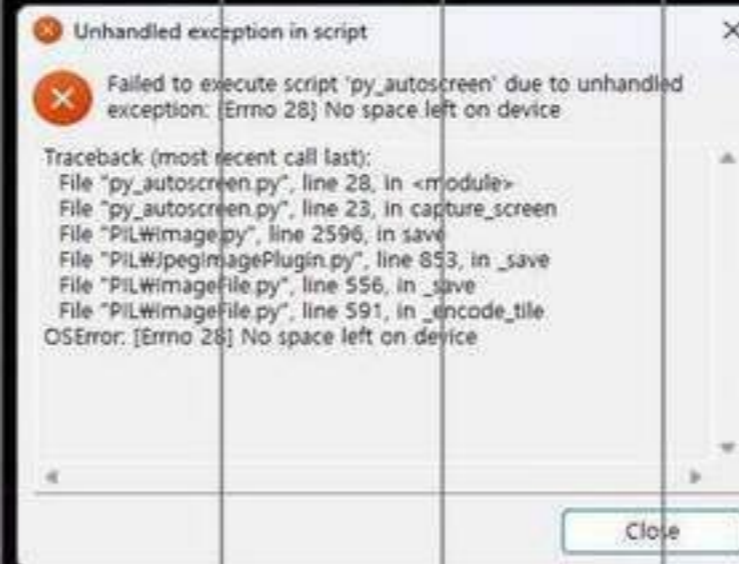 Unhandled exception in script
Failed to execute script 'py_autoscreen' due to unhandled
exception: [Errno 28] No space left on device
Traceback (most recent call last):
File "py_autoscreen.py", line 28, in <module>
File "py_autoscreen.py", line 23, in capture_screen
File "PIL₩Image.py", line 2596, in save
File "PIL₩JpegImagePlugin.py", line 853, in _save
File "PIL₩ImageFile.py", line 556, in _save
File "PIL₩ImageFile.py", line 591, in _encode_tile
OSError: [Errno 28] No space left on device
Close